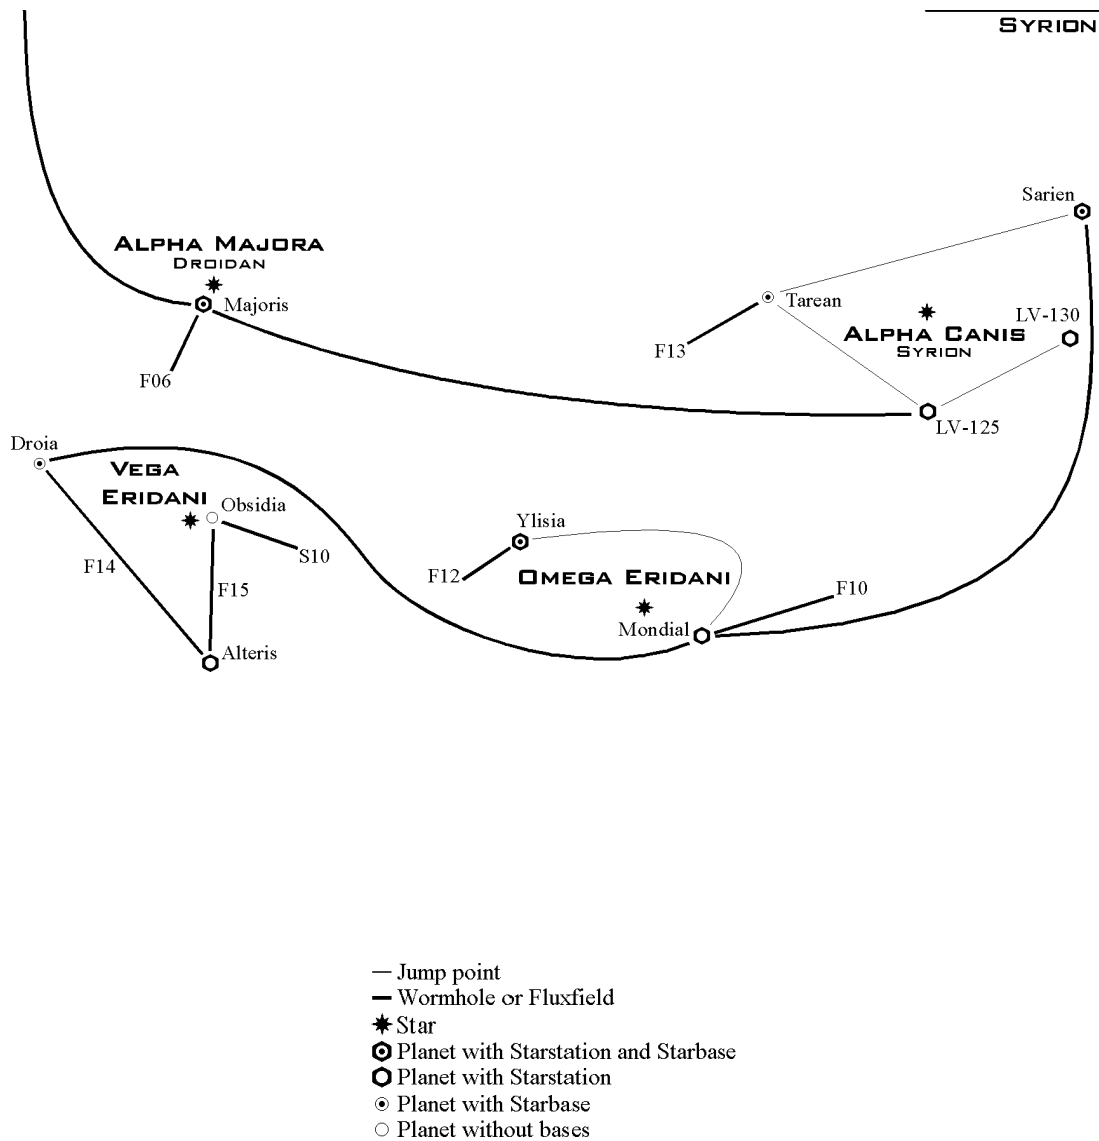 SYRION
Sarien
ALPHA MAJORA
DROIDAN
Majoris
Tarean
LV-130
ALPHA CANIS
SYRION
F13
F06
LV-125
Droia
VEGA
ERIDANI
Obsidia
Ylisia
S10
F14
F12
OMEGA ERIDANI
F15
F10
Mondial
Alteris
Jump point
Wormhole or Fluxfield
Star
Planet with Starstation and Starbase
Planet with Starstation
Planet with Starbase
Planet without bases